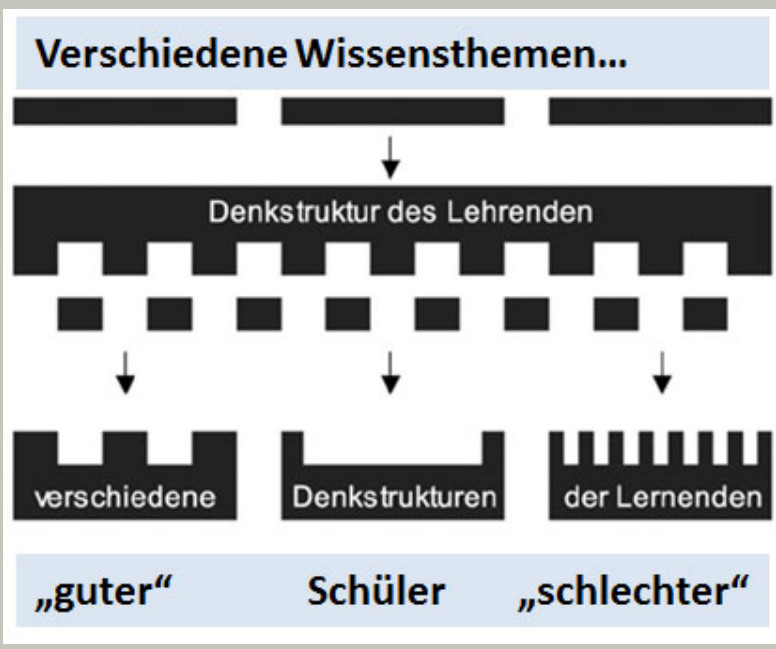 Verschiedene Wissensthemen...
Denkstruktur des Lehrenden
verschiedene Denkstrukturen der Lernenden
„guter“ Schüler „schlechter“